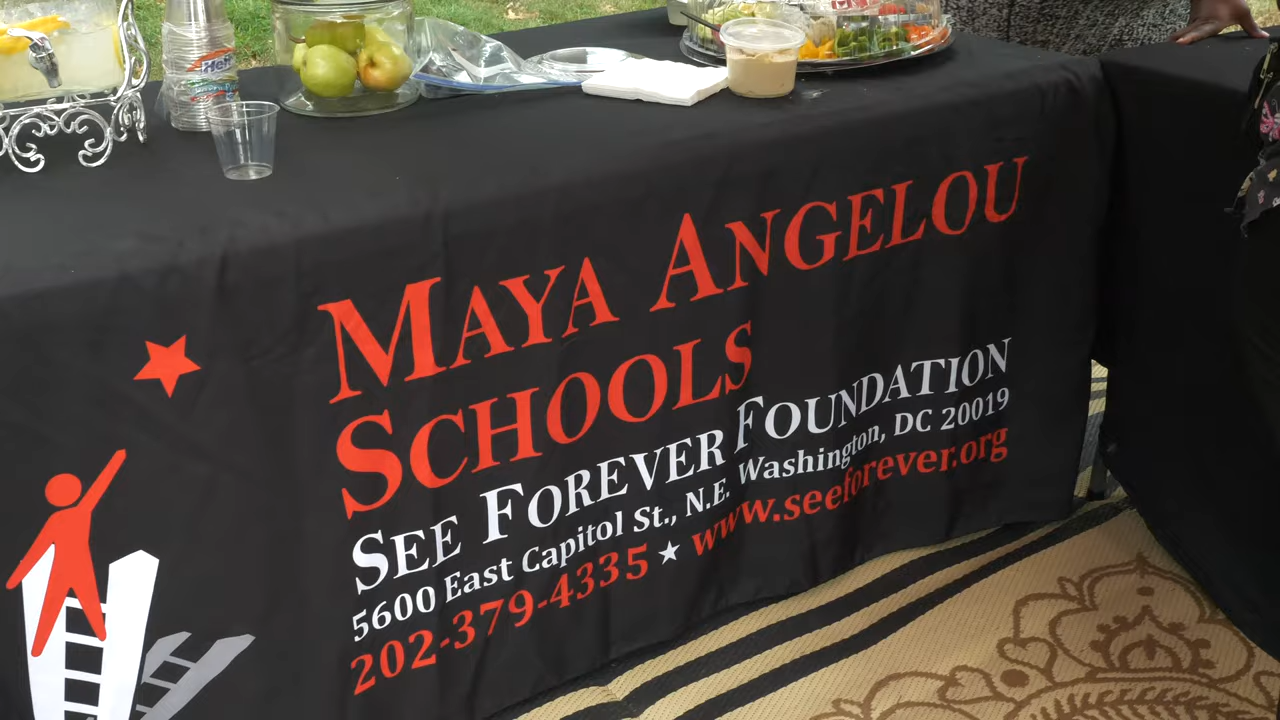 MAYA ANGELOU
SCHOOLS
SEE FOREVER FOUNDATION
5600 East Capitol St., N.E. Washington, DC 20019
202-379-4335 ★ www.seeforever.org